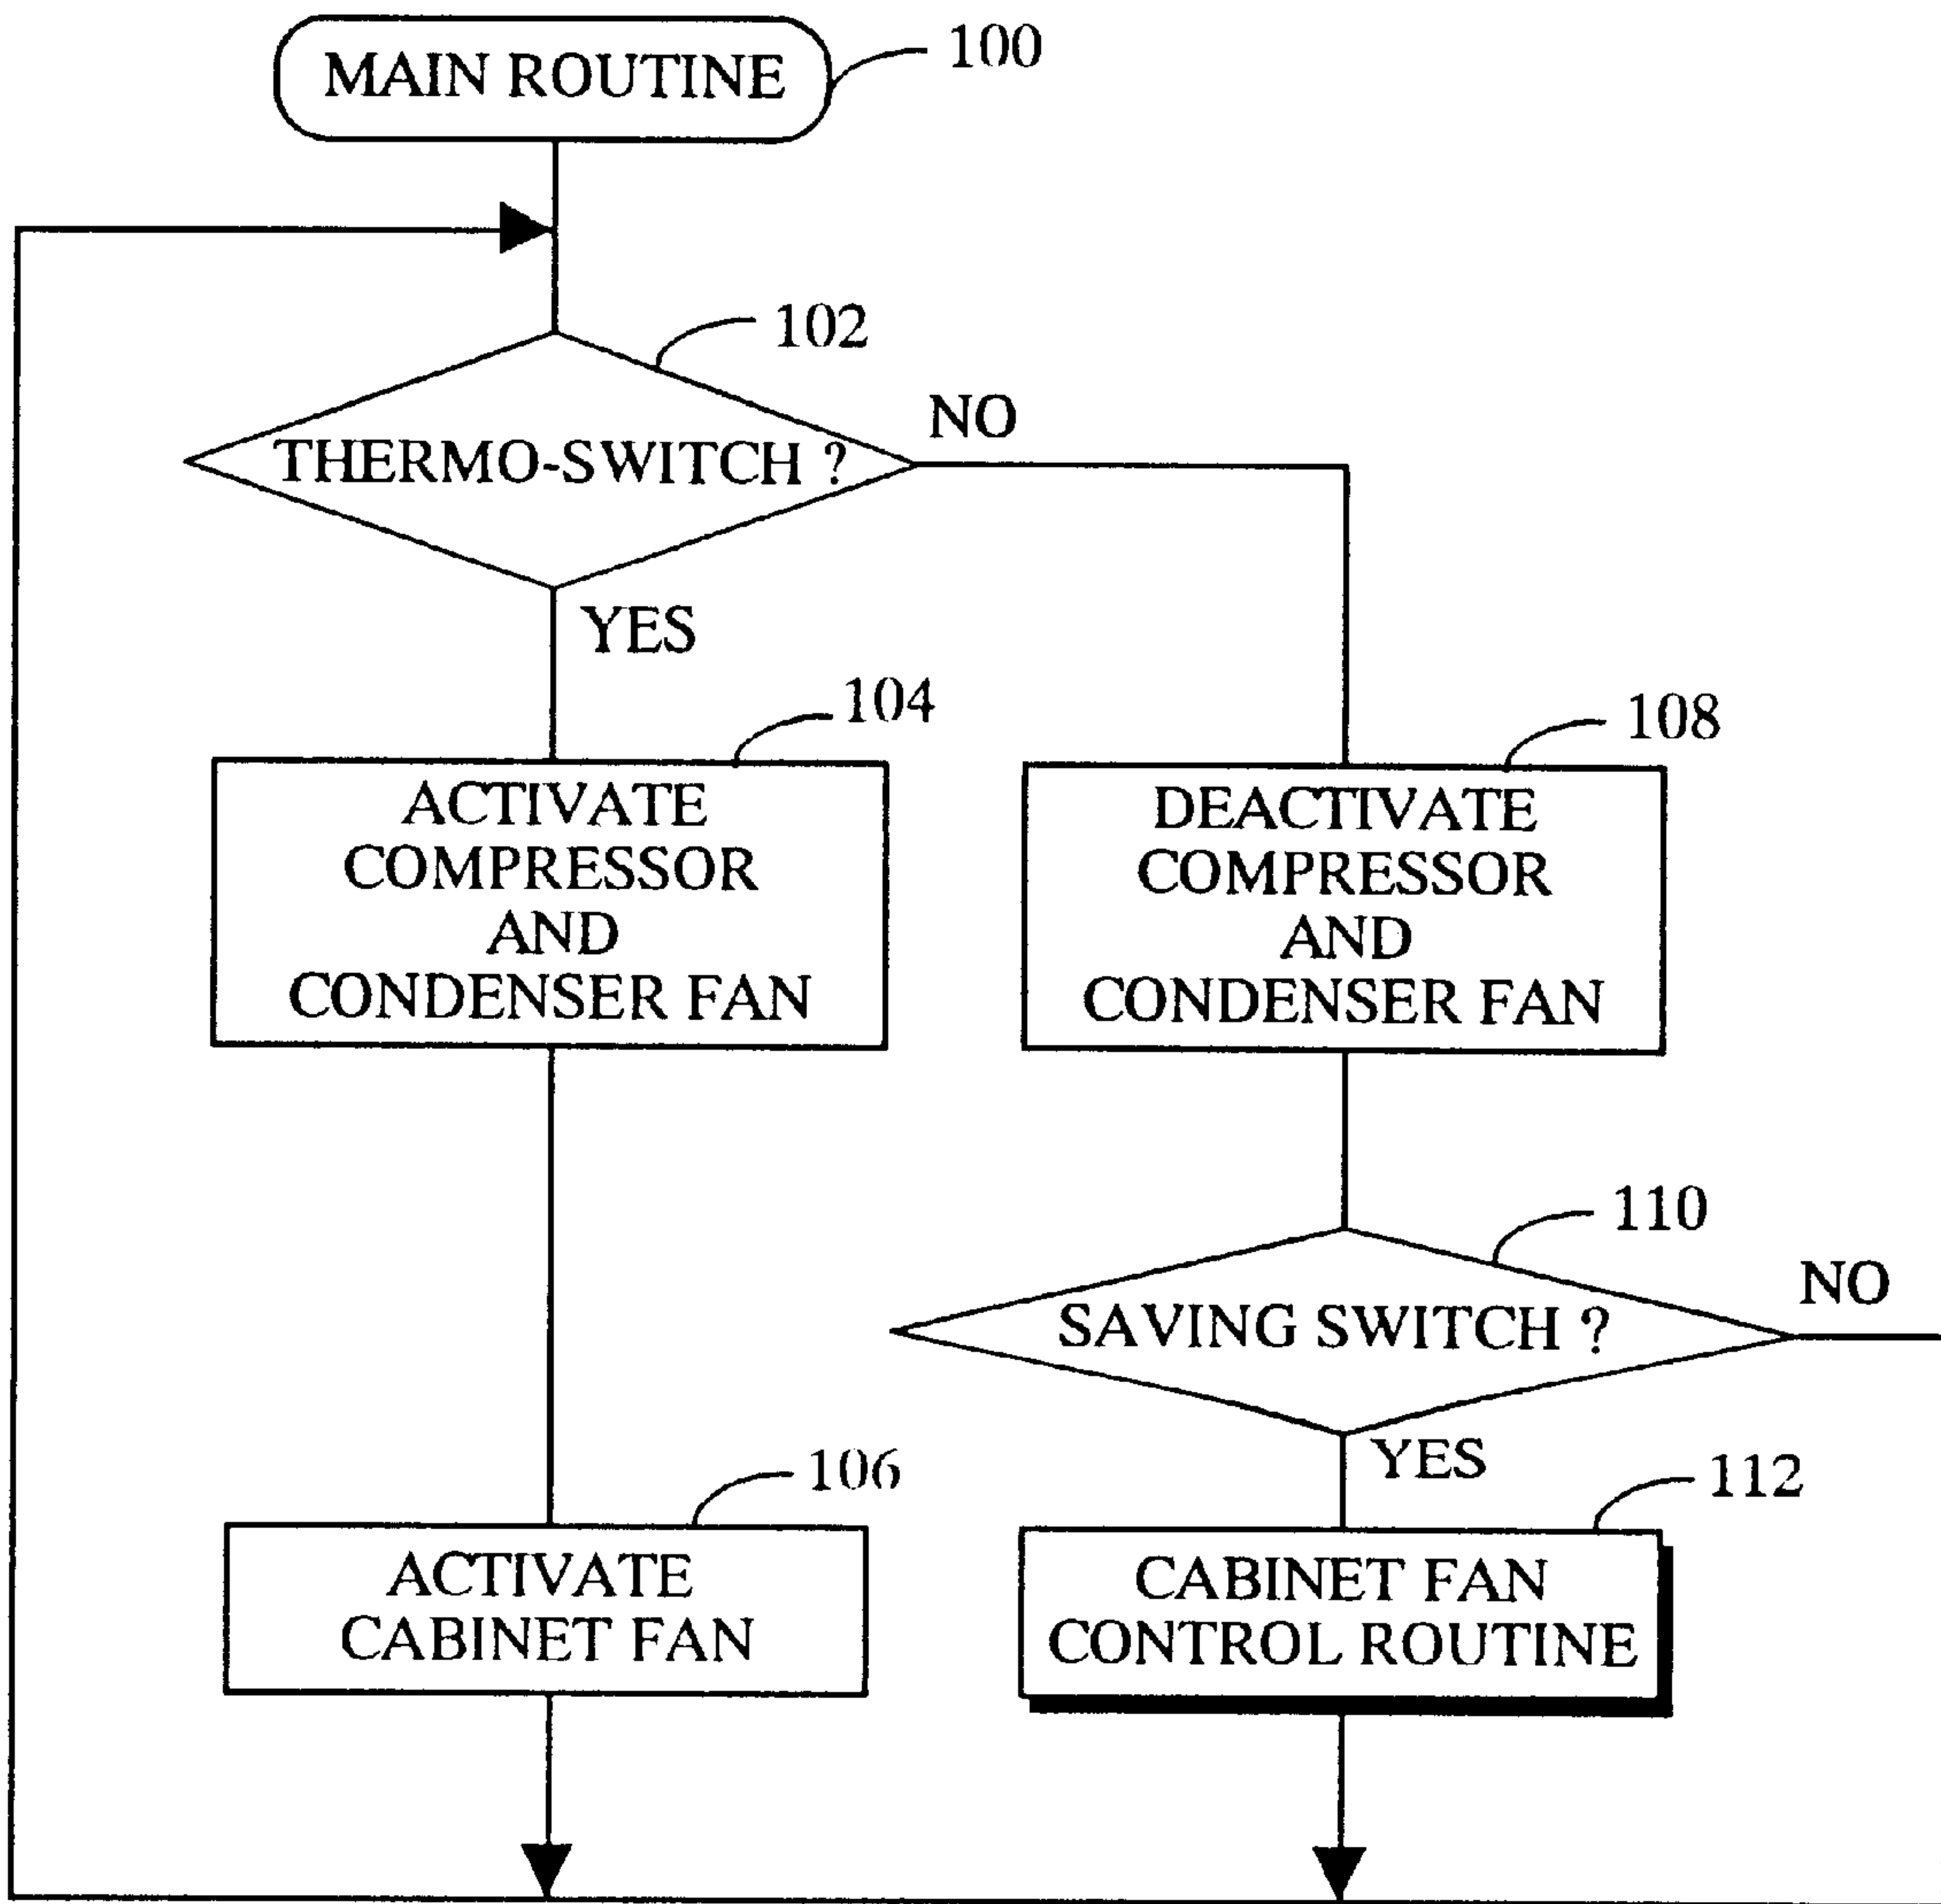 MAIN ROUTINE
100
102
THERMO-SWITCH ?
NO
YES
104
ACTIVATE
COMPRESSOR
AND
CONDENSER FAN
108
DEACTIVATE
COMPRESSOR
AND
CONDENSER FAN
110
SAVING SWITCH ?
NO
YES
106
ACTIVATE
CABINET FAN
112
CABINET FAN
CONTROL ROUTINE